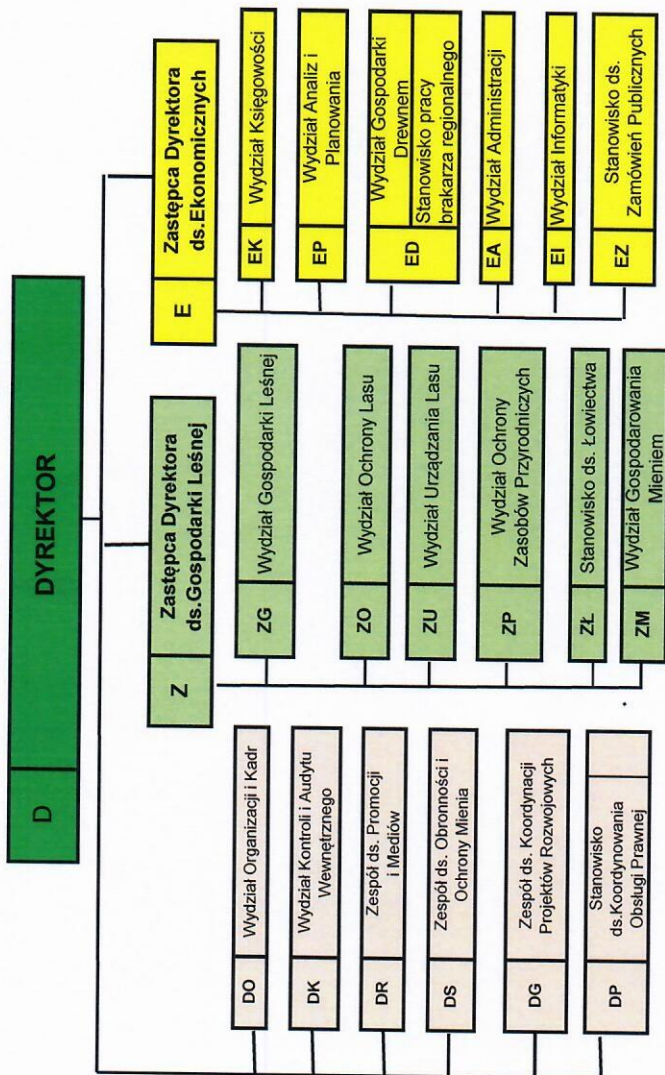 D
DYREKTOR
DO
Wydział Organizacji i Kadr
DK
Wydział Kontroli i Audytu
Wewnętrznego
DR
Zespół ds. Promocji
i Mediów
DS
Zespół ds. Obronności i
Ochrony Mienia
DG
Zespół ds. Koordynacji
Projektów Rozwojowych
DP
Stanowisko
ds.Koordynowania
Obsługi Prawnej
Z
Zastępca Dyrektora
ds.Gospodarki Leśnej
ZG
Wydział Gospodarki Leśnej
ZO
Wydział Ochrony Lasu
ZU
Wydział Urządzania Lasu
ZP
Wydział Ochrony
Zasobów Przyrodniczych
ZŁ
Stanowisko ds. Łowiectwa
ZM
Wydział Gospodarowania
Mieniem
E
Zastępca Dyrektora
ds.Ekonomicznych
EK
Wydział Księgowości
EP
Wydział Analiz i
Planowania
ED
Wydział Gospodarki
Drewnem
Stanowisko pracy
brakarza regionalnego
EA
Wydział Administracji
EI
Wydział Informatyki
EZ
Stanowisko ds.
Zamówień Publicznych